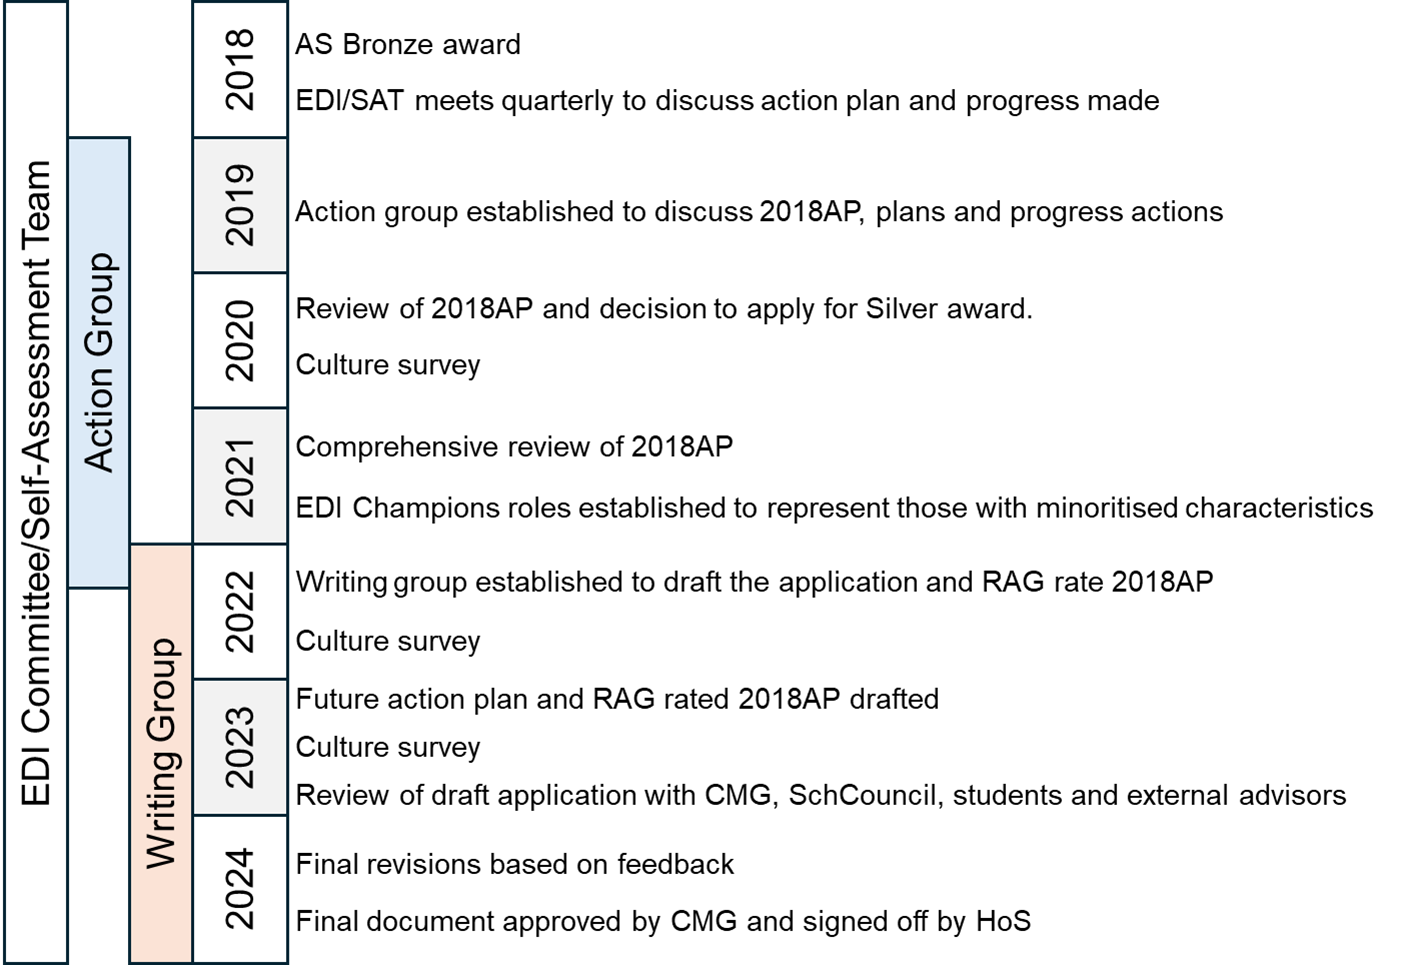 EDI Committee/Self-Assessment Team
Action Group
Writing Group
2018
AS Bronze award
EDI/SAT meets quarterly to discuss action plan and progress made
2019
Action group established to discuss 2018AP, plans and progress actions
2020
Review of 2018AP and decision to apply for Silver award.
Culture survey
2021
Comprehensive review of 2018AP
EDI Champions roles established to represent those with minoritised characteristics
2022
Writing group established to draft the application and RAG rate 2018AP
Culture survey
2023
Future action plan and RAG rated 2018AP drafted
Culture survey
Review of draft application with CMG, SchCouncil, students and external advisors
2024
Final revisions based on feedback
Final document approved by CMG and signed off by HoS